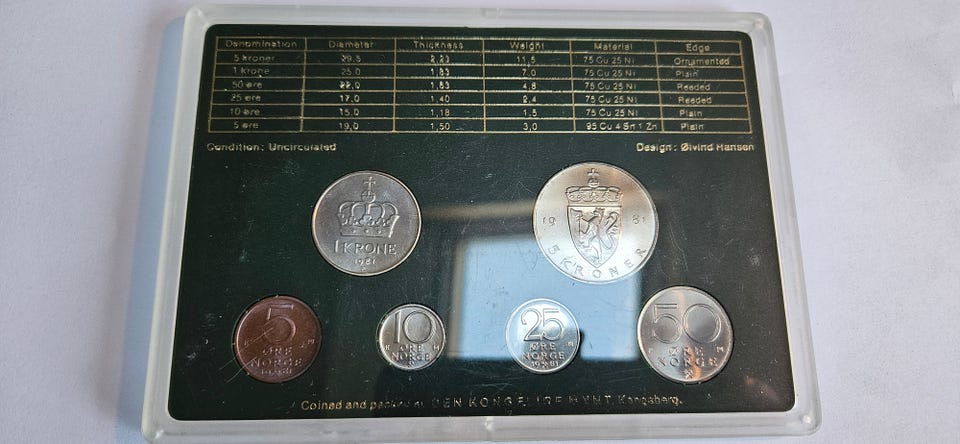 Denomination Diameter Thickness Weight Material Edge
5 kroner 29.5 2,23 11,5 75 Cu 25 Ni Ornamented
1 krone 25.0 1,83 7,0 75 Cu 25 Ni Plain
50 øre 22.0 1,53 4,8 75 Cu 25 Ni Reeded
25 øre 17,0 1,40 2,4 75 Cu 25 Ni Reeded
10 øre 15.0 1,18 1,5 75 Cu 25 Ni Plain
5 øre 19,0 1,50 3,0 95 Cu 4 Sn 1 Zn Plain
Condition: Uncirculated Design: Øivind Hansen
1 KRONE
1981
19 81
5 KRONER
5
ØRE
NORGE
1981
10
ØRE
NORGE
25
ØRE
NORGE
1981
50
ØRE
NORGE
Coined and packed at DEN KONGELIGE MYNT, Kongsberg.